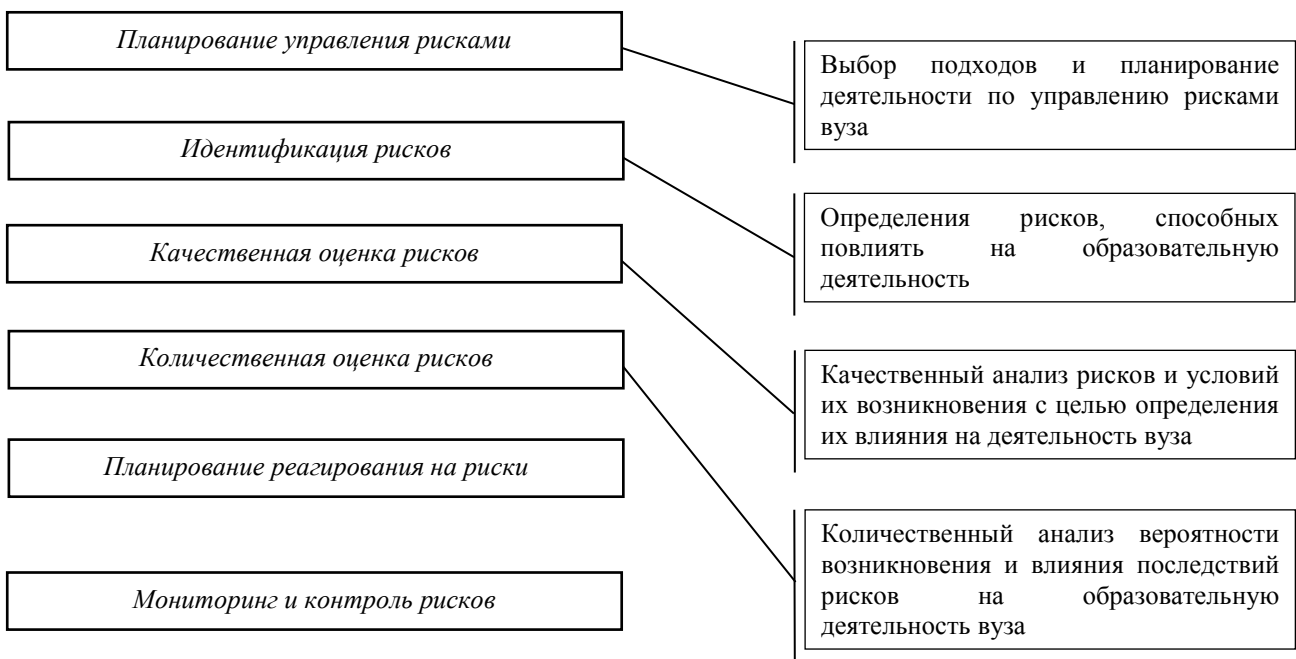 Планирование управления рисками
Выбор подходов и планирование
деятельности по управлению рисками
вуза
Идентификация рисков
Определения рисков, способных
повлиять на образовательную
деятельность
Качественная оценка рисков
Качественный анализ рисков и условий
их возникновения с целью определения
их влияния на деятельность вуза
Количественная оценка рисков
Количественный анализ вероятности
возникновения и влияния последствий
рисков на образовательную
деятельность вуза
Планирование реагирования на риски
Мониторинг и контроль рисков